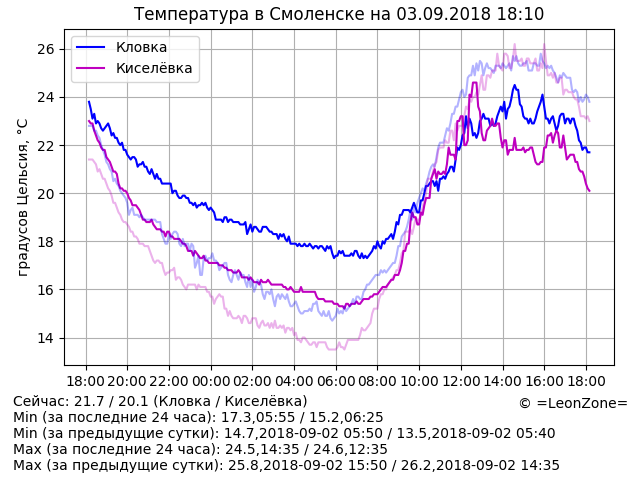 Температура в Смоленске на 03.09.2018 18:10
Кловка
Киселёвка
градусов Цельсия, °C
26
24
22
20
18
16
14
18:00 20:00 22:00 00:00 02:00 04:00 06:00 08:00 10:00 12:00 14:00 16:00 18:00
Сейчас: 21.7 / 20.1 (Кловка / Киселёвка)
© =LeonZone=
Min (за последние 24 часа): 17.3,05:55 / 15.2,06:25
Min (за предыдущие сутки): 14.7,2018-09-02 05:50 / 13.5,2018-09-02 05:40
Max (за последние 24 часа): 24.5,14:35 / 24.6,12:35
Max (за предыдущие сутки): 25.8,2018-09-02 15:50 / 26.2,2018-09-02 14:35